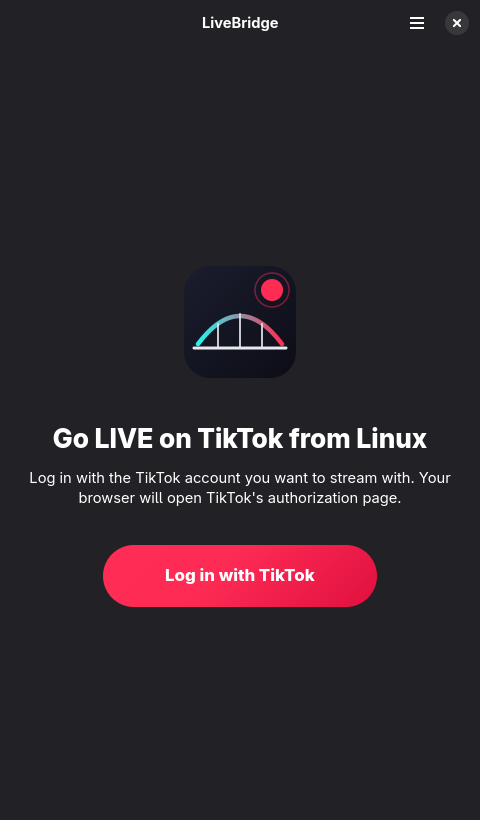 LiveBridge
Go LIVE on TikTok from Linux
Log in with the TikTok account you want to stream with. Your
browser will open TikTok's authorization page.
Log in with TikTok